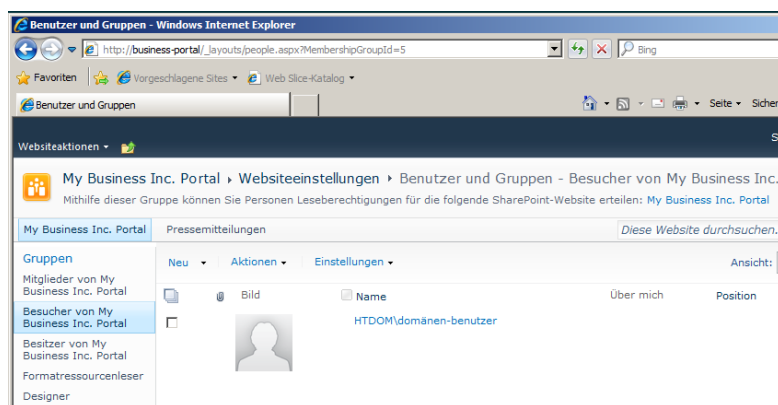 Benutzer und Gruppen - Windows Internet Explorer
http://business-portal/_layouts/people.aspx?MembershipGroupId=5
Bing
Favoriten
Vorgeschlagene Sites
Web Slice-Katalog
Benutzer und Gruppen
Seite
Sicher
S
Websiteaktionen
My Business Inc. Portal Websiteeinstellungen Benutzer und Gruppen - Besucher von My Business Inc.
Mithilfe dieser Gruppe können Sie Personen Leseberechtigungen für die folgende SharePoint-Website erteilen: My Business Inc. Portal
My Business Inc. Portal
Pressemitteilungen
Diese Website durchsuchen.
Gruppen
Neu
Aktionen
Einstellungen
Ansicht:
Mitglieder von My
Business Inc. Portal
Bild
Name
Über mich
Position
Besucher von My
Business Inc. Portal
HTDOM\domänen-benutzer
Besitzer von My
Business Inc. Portal
Formatressourcenleser
Designer